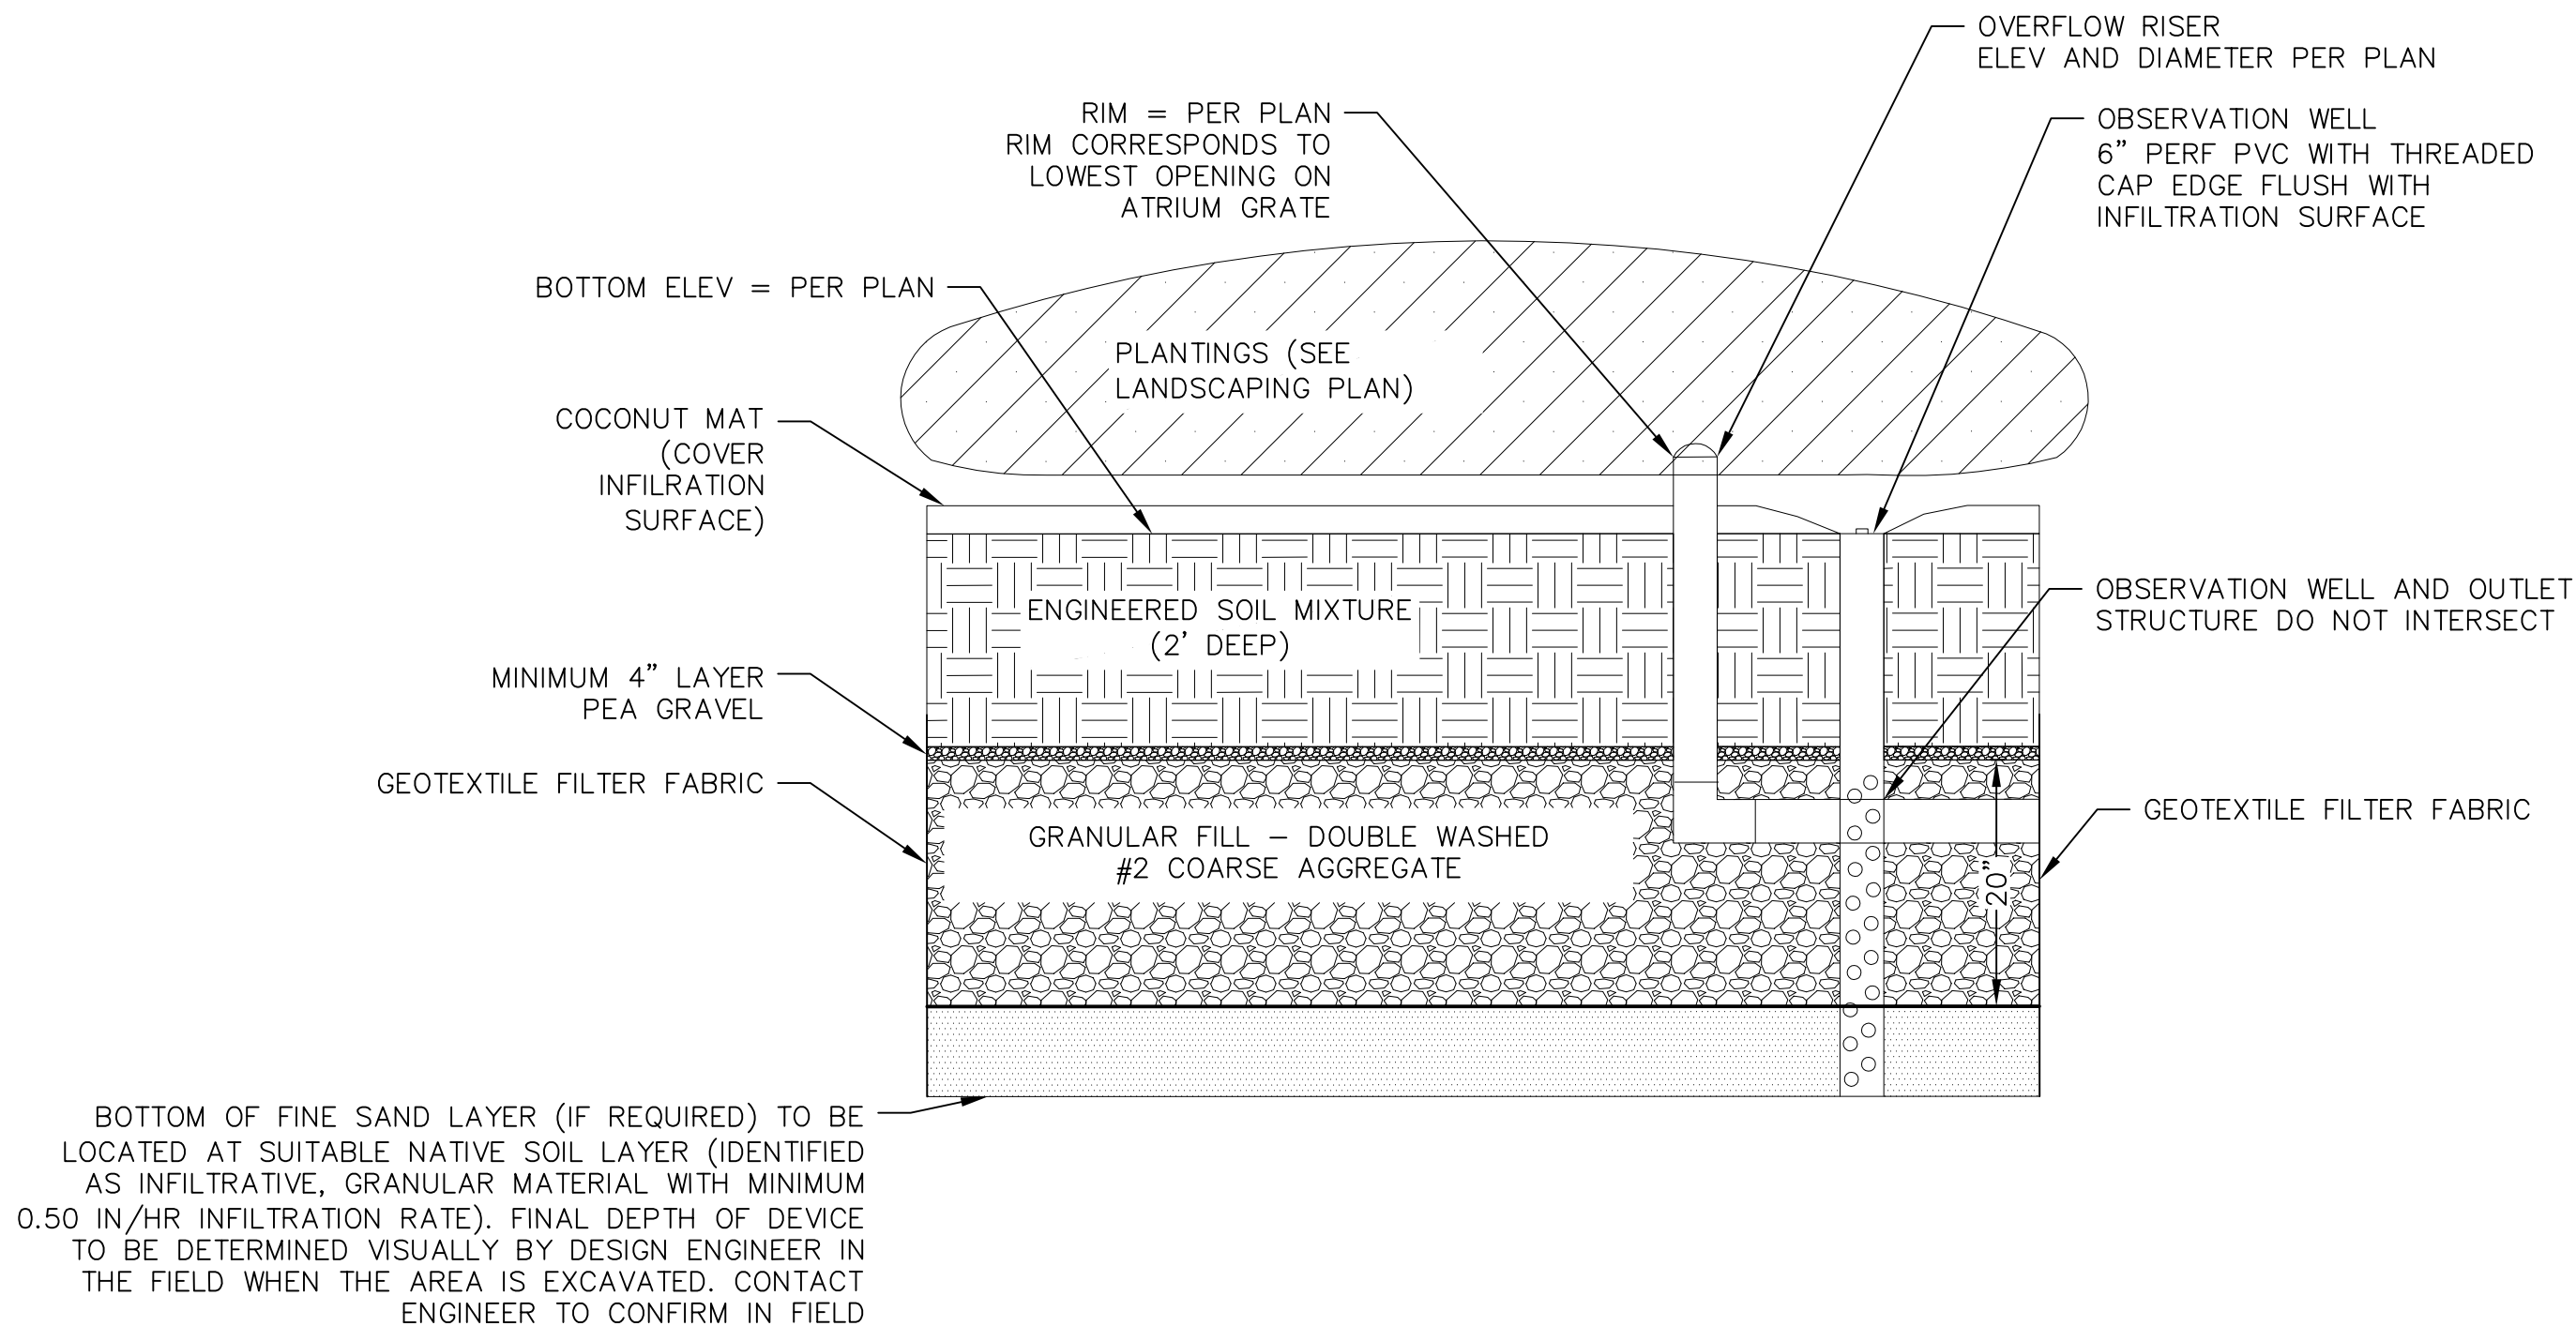 OVERFLOW RISER
ELEV AND DIAMETER PER PLAN
RIM = PER PLAN
RIM CORRESPONDS TO
LOWEST OPENING ON
ATRIUM GRATE
OBSERVATION WELL
6” PERF PVC WITH THREADED
CAP EDGE FLUSH WITH
INFILTRATION SURFACE
BOTTOM ELEV = PER PLAN
PLANTINGS (SEE
LANDSCAPING PLAN)
COCONUT MAT
(COVER
INFILRATION
SURFACE)
ENGINEERED SOIL MIXTURE
(2’ DEEP)
OBSERVATION WELL AND OUTLET
STRUCTURE DO NOT INTERSECT
MINIMUM 4” LAYER
PEA GRAVEL
GEOTEXTILE FILTER FABRIC
GEOTEXTILE FILTER FABRIC
GRANULAR FILL – DOUBLE WASHED
#2 COARSE AGGREGATE
20”
BOTTOM OF FINE SAND LAYER (IF REQUIRED) TO BE
LOCATED AT SUITABLE NATIVE SOIL LAYER (IDENTIFIED
AS INFILTRATIVE, GRANULAR MATERIAL WITH MINIMUM
0.50 IN/HR INFILTRATION RATE). FINAL DEPTH OF DEVICE
TO BE DETERMINED VISUALLY BY DESIGN ENGINEER IN
THE FIELD WHEN THE AREA IS EXCAVATED. CONTACT
ENGINEER TO CONFIRM IN FIELD